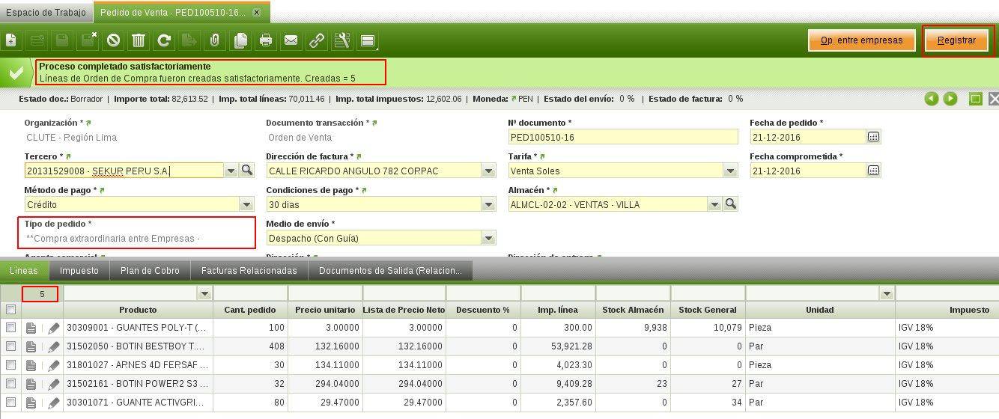 Espacio de Trabajo
Pedido de Venta - PED100510-16...
Op. entre empresas
Registrar
Proceso completado satisfactoriamente
Líneas de Orden de Compra fueron creadas satisfactoriamente. Creadas = 5
Estado doc.: Borrador | Importe total: 82,613.52 | Imp. total líneas: 70,011.46 | Imp. total impuestos: 12,602.06 | Moneda: PEN | Estado del envío: 0 % | Estado de factura: 0 %
Organización * Documento transacción * Nº documento * Fecha de pedido *
CLUTE - Región Lima Orden de Venta PED100510-16 21-12-2016
Tercero * Dirección de factura * Tarifa * Fecha comprometida *
20131529008 - SEKUR PERU S.A. CALLE RICARDO ANGULO 782 CORPAC Venta Soles 21-12-2016
Método de pago * Condiciones de pago * Almacén *
Crédito 30 dias ALMCL-02-02 - VENTAS - VILLA
Tipo de pedido * Medio de envío *
**Compra extraordinaria entre Empresas - Despacho (Con Guía)
Agente comercial Dirección * Dirección de entrega
Líneas Impuesto Plan de Cobro Facturas Relacionadas Documentos de Salida (Relacion...
5
Producto Cant. pedido Precio unitario Lista de Precio Neto Descuento % Imp. línea Stock Almacén Stock General Unidad Impuesto
30309001 - GUANTES POLY-T (... 100 3.00000 3.00000 0 300.00 9,938 10,079 Pieza IGV 18%
31502050 - BOTIN BESTBOY T.... 408 132.16000 132.16000 0 53,921.28 0 0 Par IGV 18%
31801027 - ARNES 4D FERSAF ... 30 134.11000 134.11000 0 4,023.30 0 0 Pieza IGV 18%
31502161 - BOTIN POWER2 S3 ... 32 294.04000 294.04000 0 9,409.28 23 27 Par IGV 18%
30301071 - GUANTE ACTIVGRI... 80 29.47000 29.47000 0 2,357.60 0 34 Par IGV 18%